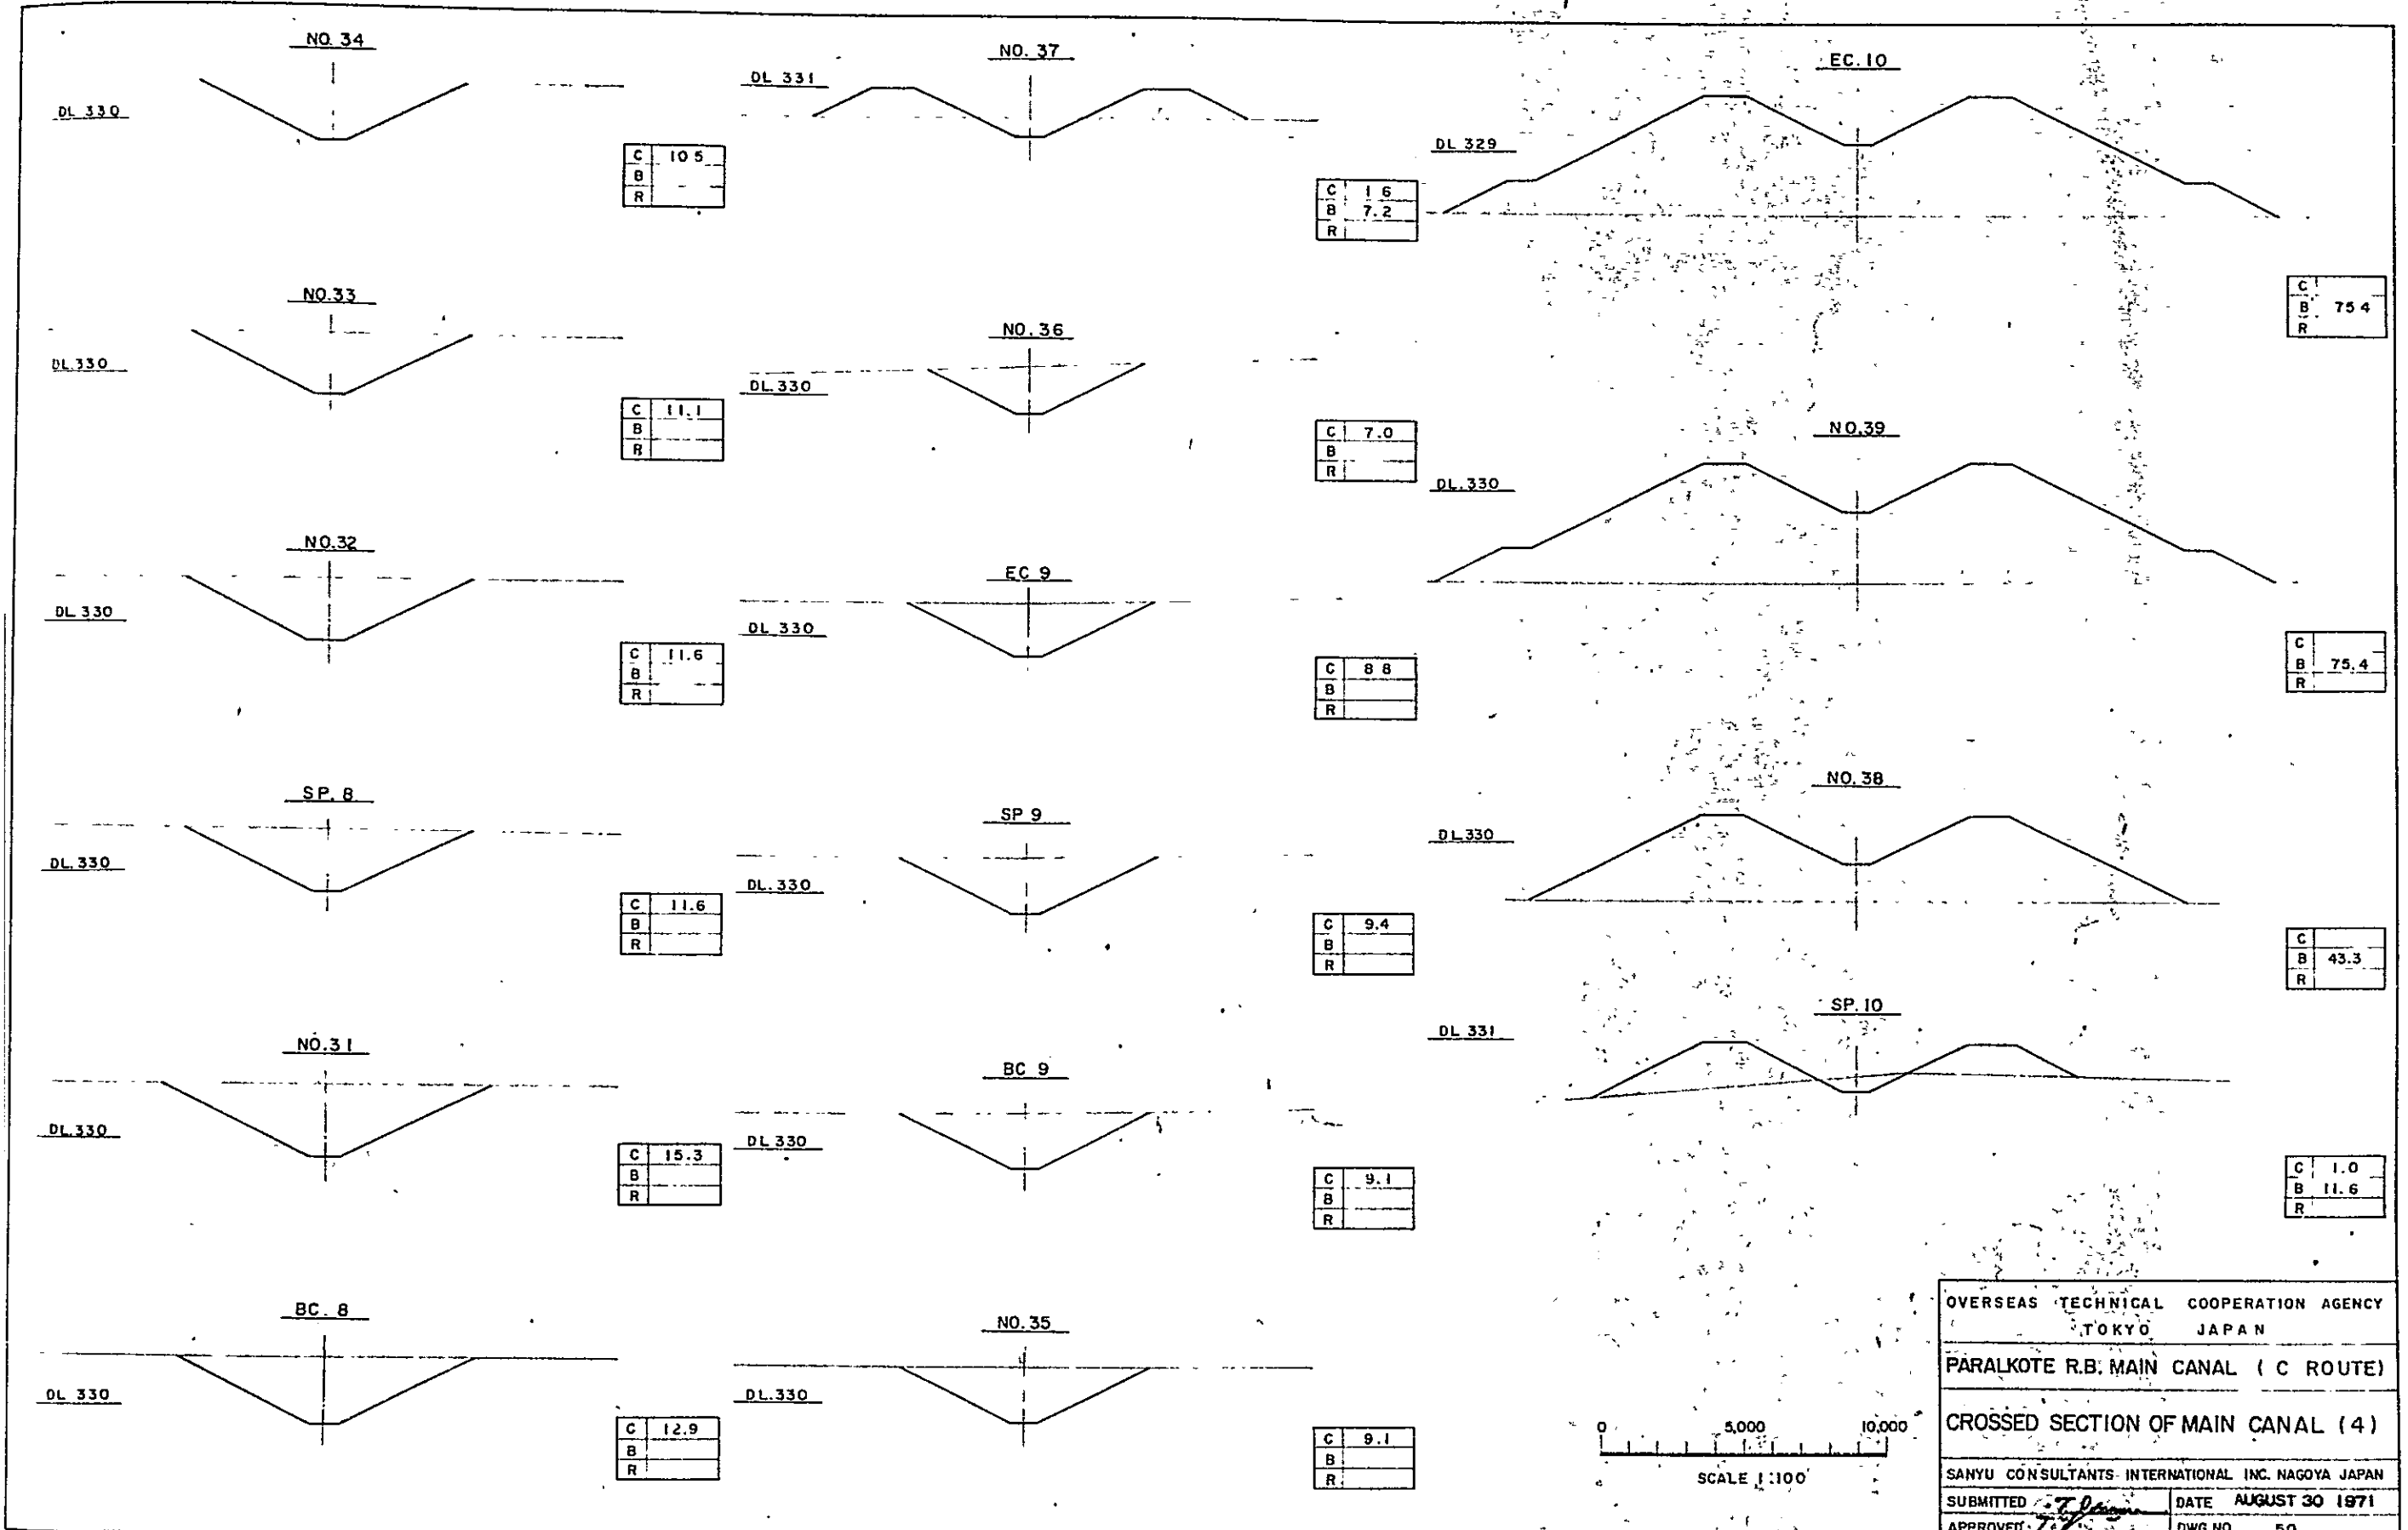 NO. 34
DL 330
C 10 5
B
R
NO.33
DL.330
C 11.1
B
R
NO.32
DL 330
C 11.6
B
R
SP. 8
DL.330
C 11.6
B
R
NO.31
DL.330
C 15.3
B
R
BC. 8
DL 330
C 12.9
B
R
NO. 37
DL 331
C 1 6
B 7.2
R
NO. 36
DL.330
C 7.0
B
R
EC 9
DL 330
C 8 8
B
R
SP 9
DL.330
C 9.4
B
R
BC 9
DL 330
C 9.1
B
R
NO.35
DL.330
C 9.1
B
R
EC.10
DL 329
C
B 75 4
R
NO.39
DL.330
C
B 75.4
R
NO.38
DL.330
C
B 43.3
R
SP.10
DL 331
C 1.0
B 11.6
R
0 5,000 10,000
SCALE 1:100
OVERSEAS TECHNICAL COOPERATION AGENCY
TOKYO JAPAN
PARALKOTE R.B. MAIN CANAL ( C ROUTE)
CROSSED SECTION OF MAIN CANAL (4)
SANYU CONSULTANTS INTERNATIONAL INC. NAGOYA JAPAN
SUBMITTED DATE AUGUST 30 1971
APPROVED DWG NO. 50